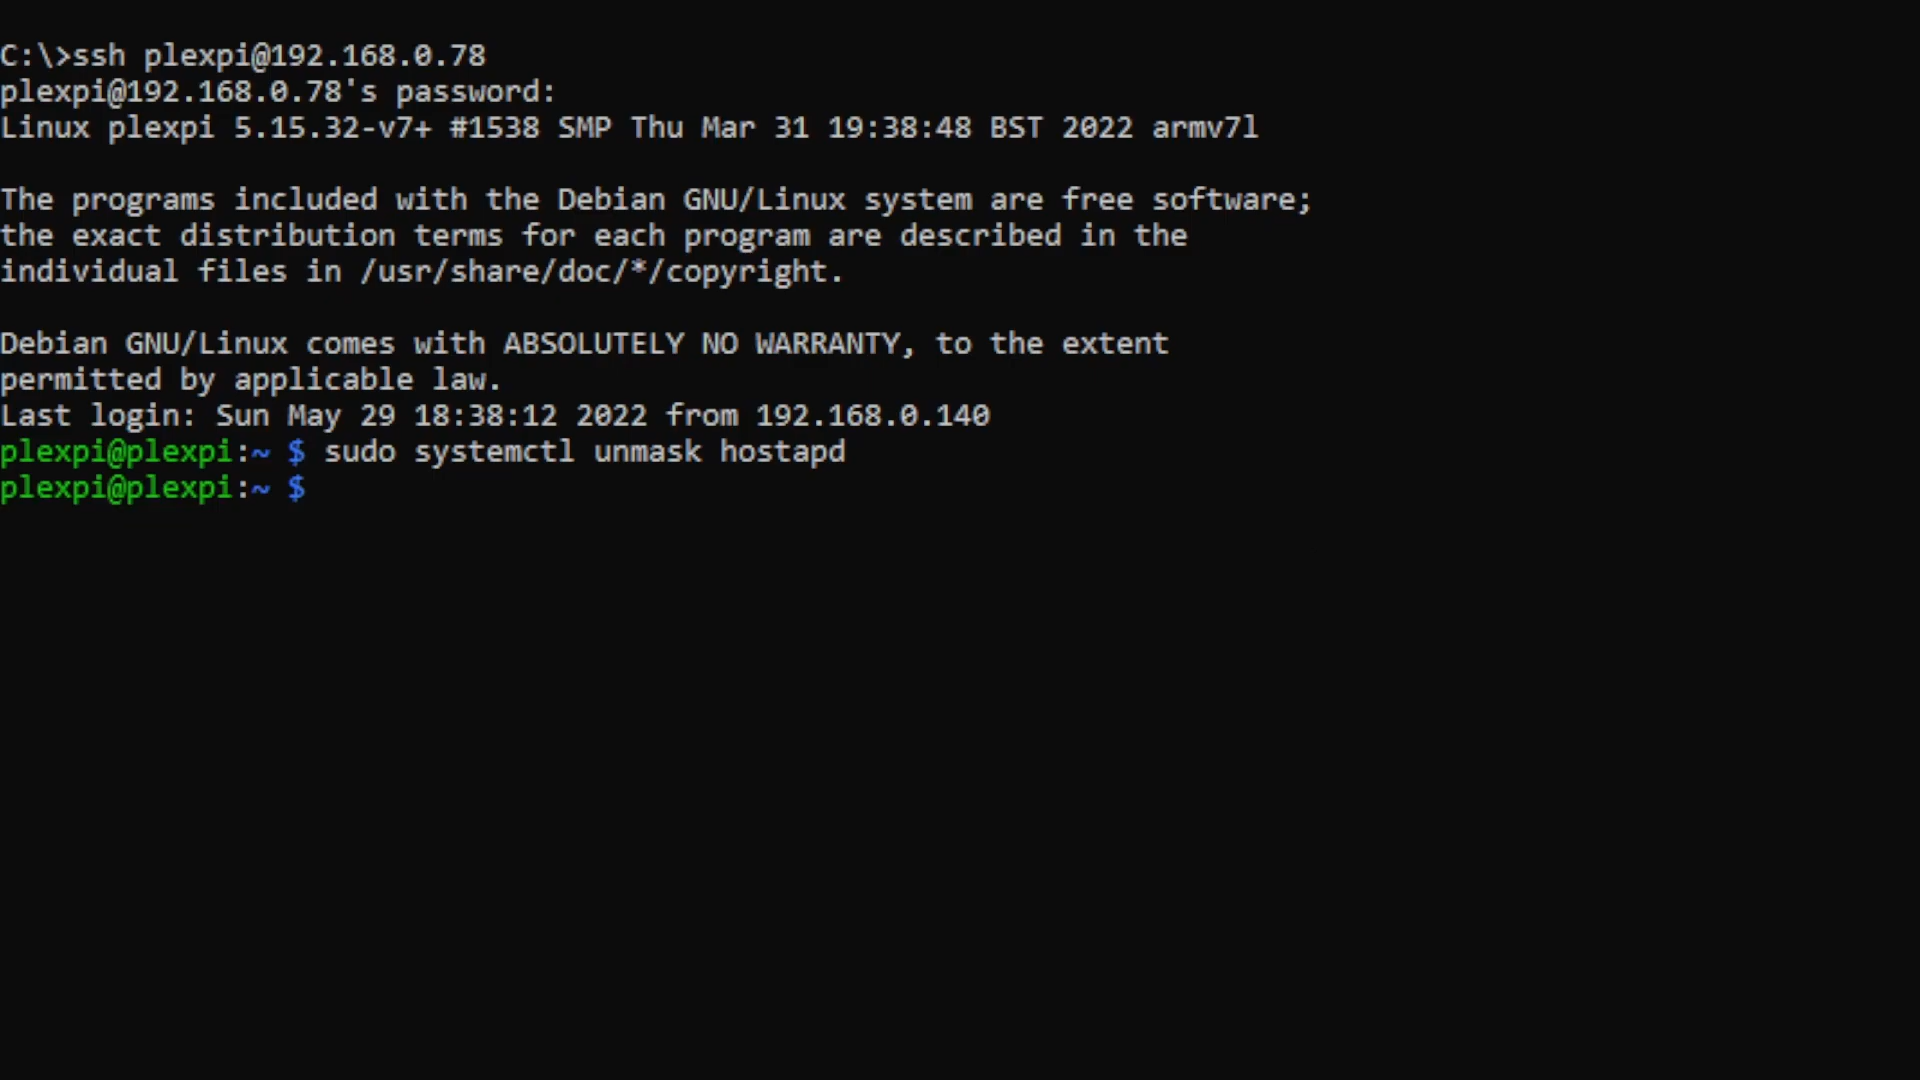 C:\>ssh plexpi@192.168.0.78
plexpi@192.168.0.78's password:
Linux plexpi 5.15.32-v7+ #1538 SMP Thu Mar 31 19:38:48 BST 2022 armv7l
The programs included with the Debian GNU/Linux system are free software;
the exact distribution terms for each program are described in the
individual files in /usr/share/doc/*/copyright.
Debian GNU/Linux comes with ABSOLUTELY NO WARRANTY, to the extent
permitted by applicable law.
Last login: Sun May 29 18:38:12 2022 from 192.168.0.140
plexpi@plexpi:~ $ sudo systemctl unmask hostapd
plexpi@plexpi:~ $